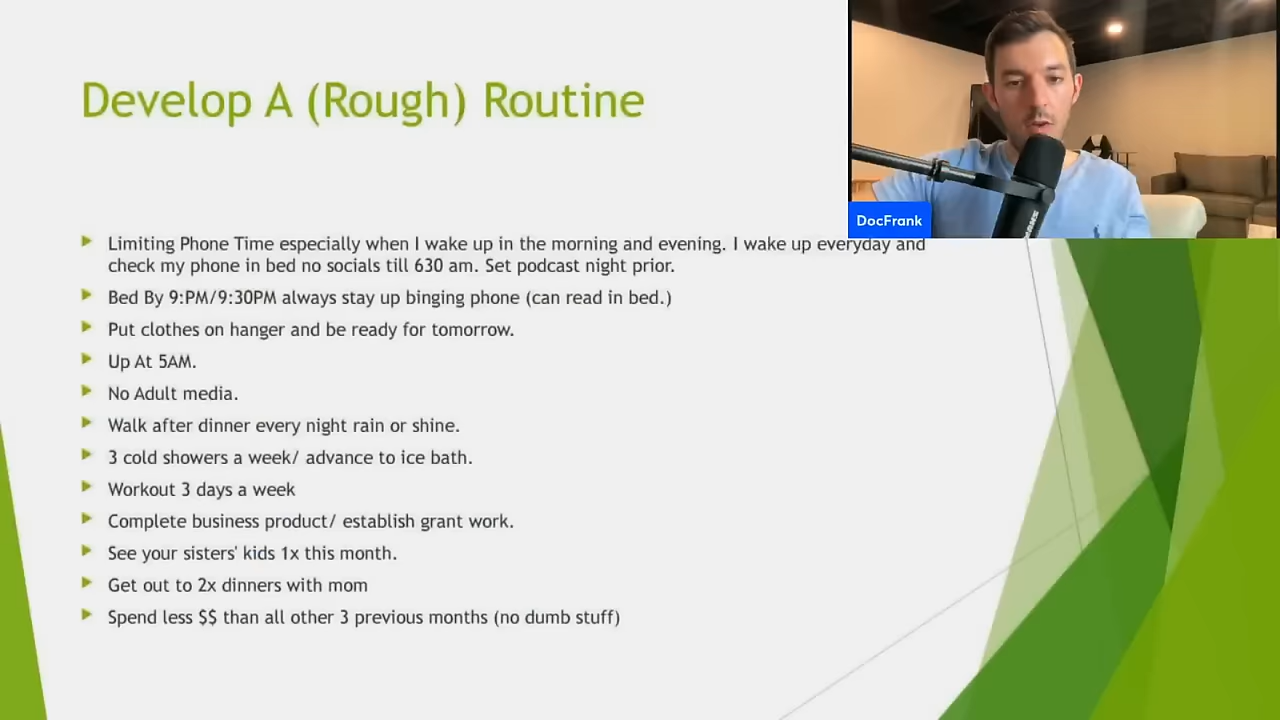 Develop A (Rough) Routine
DocFrank
Limiting Phone Time especially when I wake up in the morning and evening. I wake up everyday and
check my phone in bed no socials till 630 am. Set podcast night prior.
Bed By 9:PM/9:30PM always stay up binging phone (can read in bed.)
Put clothes on hanger and be ready for tomorrow.
Up At 5AM.
No Adult media.
Walk after dinner every night rain or shine.
3 cold showers a week/ advance to ice bath.
Workout 3 days a week
Complete business product/ establish grant work.
See your sisters' kids 1x this month.
Get out to 2x dinners with mom
Spend less $$ than all other 3 previous months (no dumb stuff)